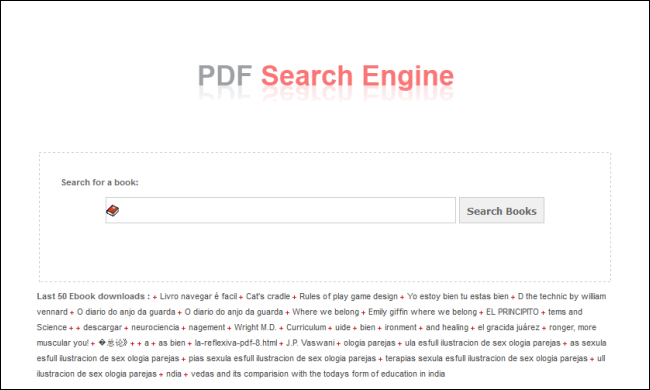 PDF Search Engine
Search for a book:
Search Books
Last 50 Ebook downloads : + Livro navegar é facil + Cat's cradle + Rules of play game design + Yo estoy bien tu estas bien + D the technic by william
vennard + O diario do anjo da guarda + O diario do anjo da guarda + Where we belong + Emily giffin where we belong + EL PRINCIPITO + tems and
Science + + descargar + neurociencia + nagement + Wright M.D. + Curriculum + uide + bien + ironment + and healing + el gracida juárez + ronger, more
muscular you! + �总论》 + + a + as bien + la-reflexiva-pdf-8.html + J.P. Vaswani + ologia parejas + ula esfull ilustracion de sex ologia parejas + as sexula
esfull ilustracion de sex ologia parejas + pias sexula esfull ilustracion de sex ologia parejas + terapias sexula esfull ilustracion de sex ologia parejas + ull
ilustracion de sex ologia parejas + ndia + vedas and its comparision with the todays form of education in india